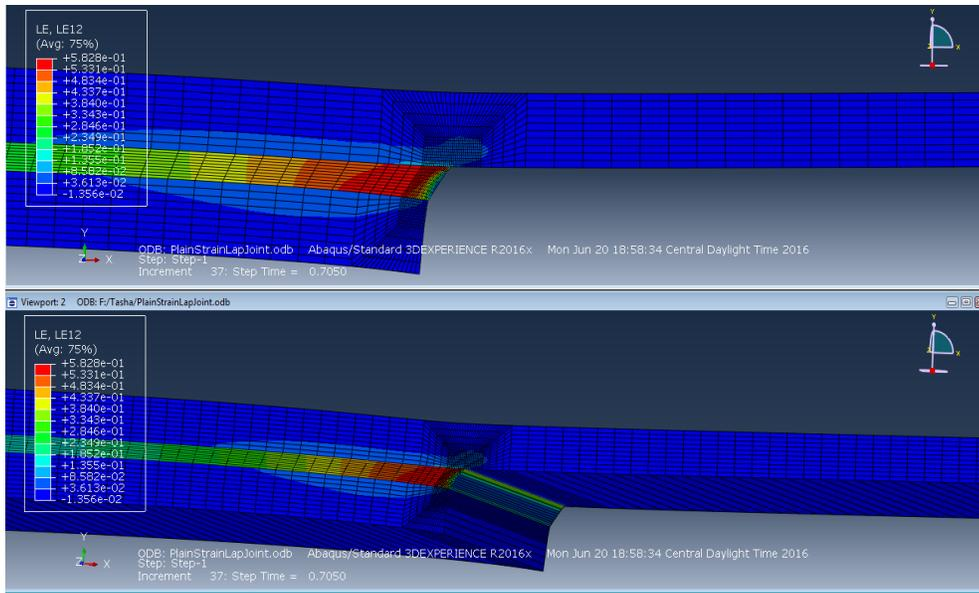 LE, LE12
(Avg: 75%)
+5.828e-01
+5.331e-01
+4.834e-01
+4.337e-01
+3.840e-01
+3.343e-01
+2.846e-01
+2.349e-01
+1.852e-01
+1.355e-01
+8.582e-02
+3.613e-02
-1.356e-02
Y
X
Z
Y
Z
X
ODB: PlainStrainLapJoint.odb Abaqus/Standard 3DEXPERIENCE R2016x Mon Jun 20 18:58:34 Central Daylight Time 2016
Step: Step-1
Increment 37: Step Time = 0.7050
Viewport: 2 ODB: F:/Tasha/PlainStrainLapJoint.odb
LE, LE12
(Avg: 75%)
+5.828e-01
+5.331e-01
+4.834e-01
+4.337e-01
+3.840e-01
+3.343e-01
+2.846e-01
+2.349e-01
+1.852e-01
+1.355e-01
+8.582e-02
+3.613e-02
-1.356e-02
Y
X
Z
Y
Z
X
ODB: PlainStrainLapJoint.odb Abaqus/Standard 3DEXPERIENCE R2016x Mon Jun 20 18:58:34 Central Daylight Time 2016
Step: Step-1
Increment 37: Step Time = 0.7050